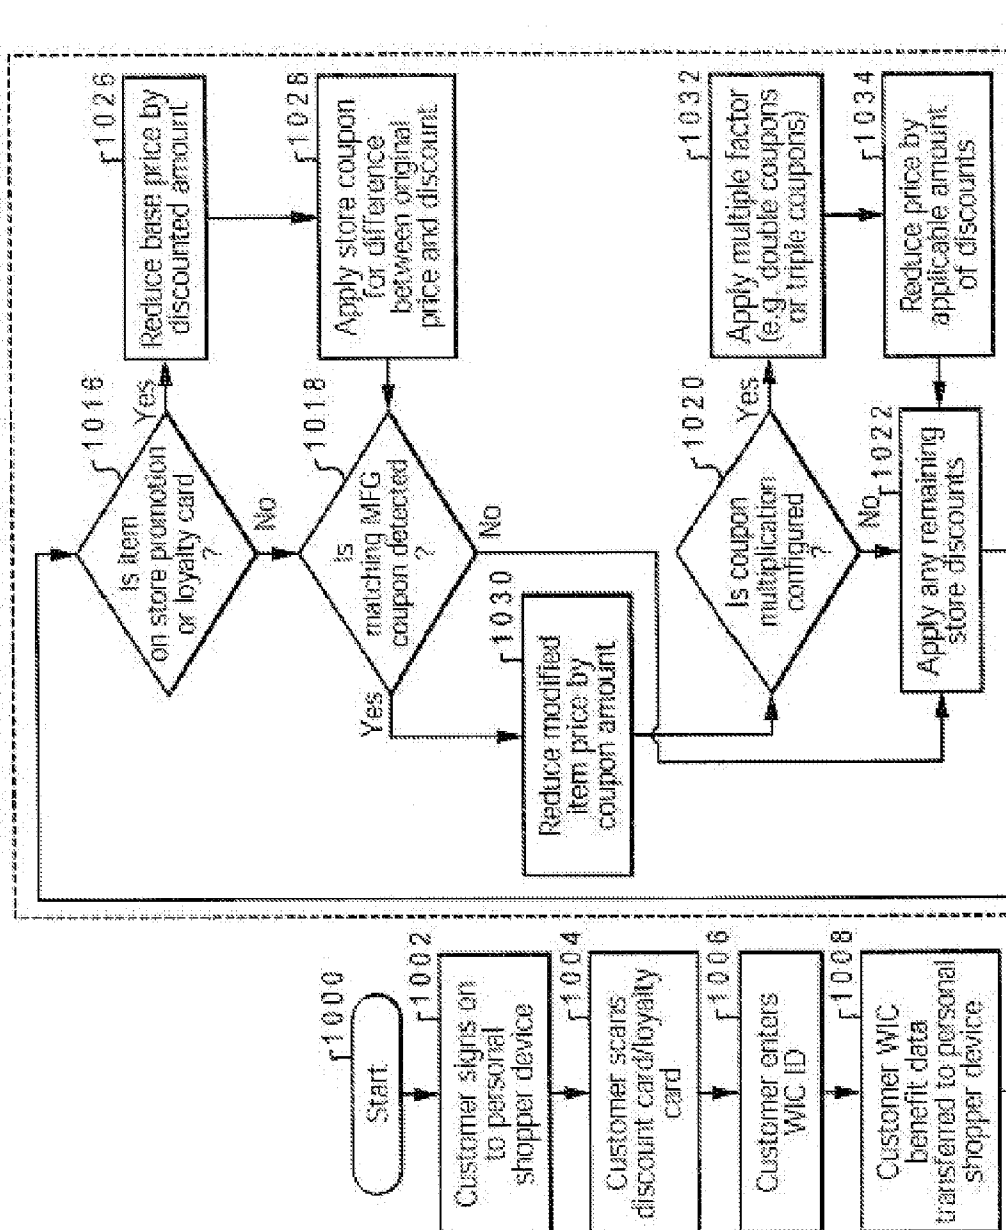 1000
Start
1002
Customer signs on
to personal
shopper device
1004
Customer scans
discount card/loyalty
card
1006
Customer enters
WIC ID
1008
Customer WIC
benefit data
transferred to personal
shopper device
1016
Is item
on store promotion
or loyalty card
?
Yes
No
1026
Reduce base price by
discounted amount
1028
Apply store coupon
for difference
between original
price and discount
1018
Is
matching MFG
coupon detected
?
Yes
No
1030
Reduce modified
item price by
coupon amount
1020
Is coupon
multiplication
configured
?
Yes
No
1032
Apply multiple factor
(e.g. double coupons
or triple coupons)
1034
Reduce price by
applicable amount
of discounts
1022
Apply any remaining
store discounts